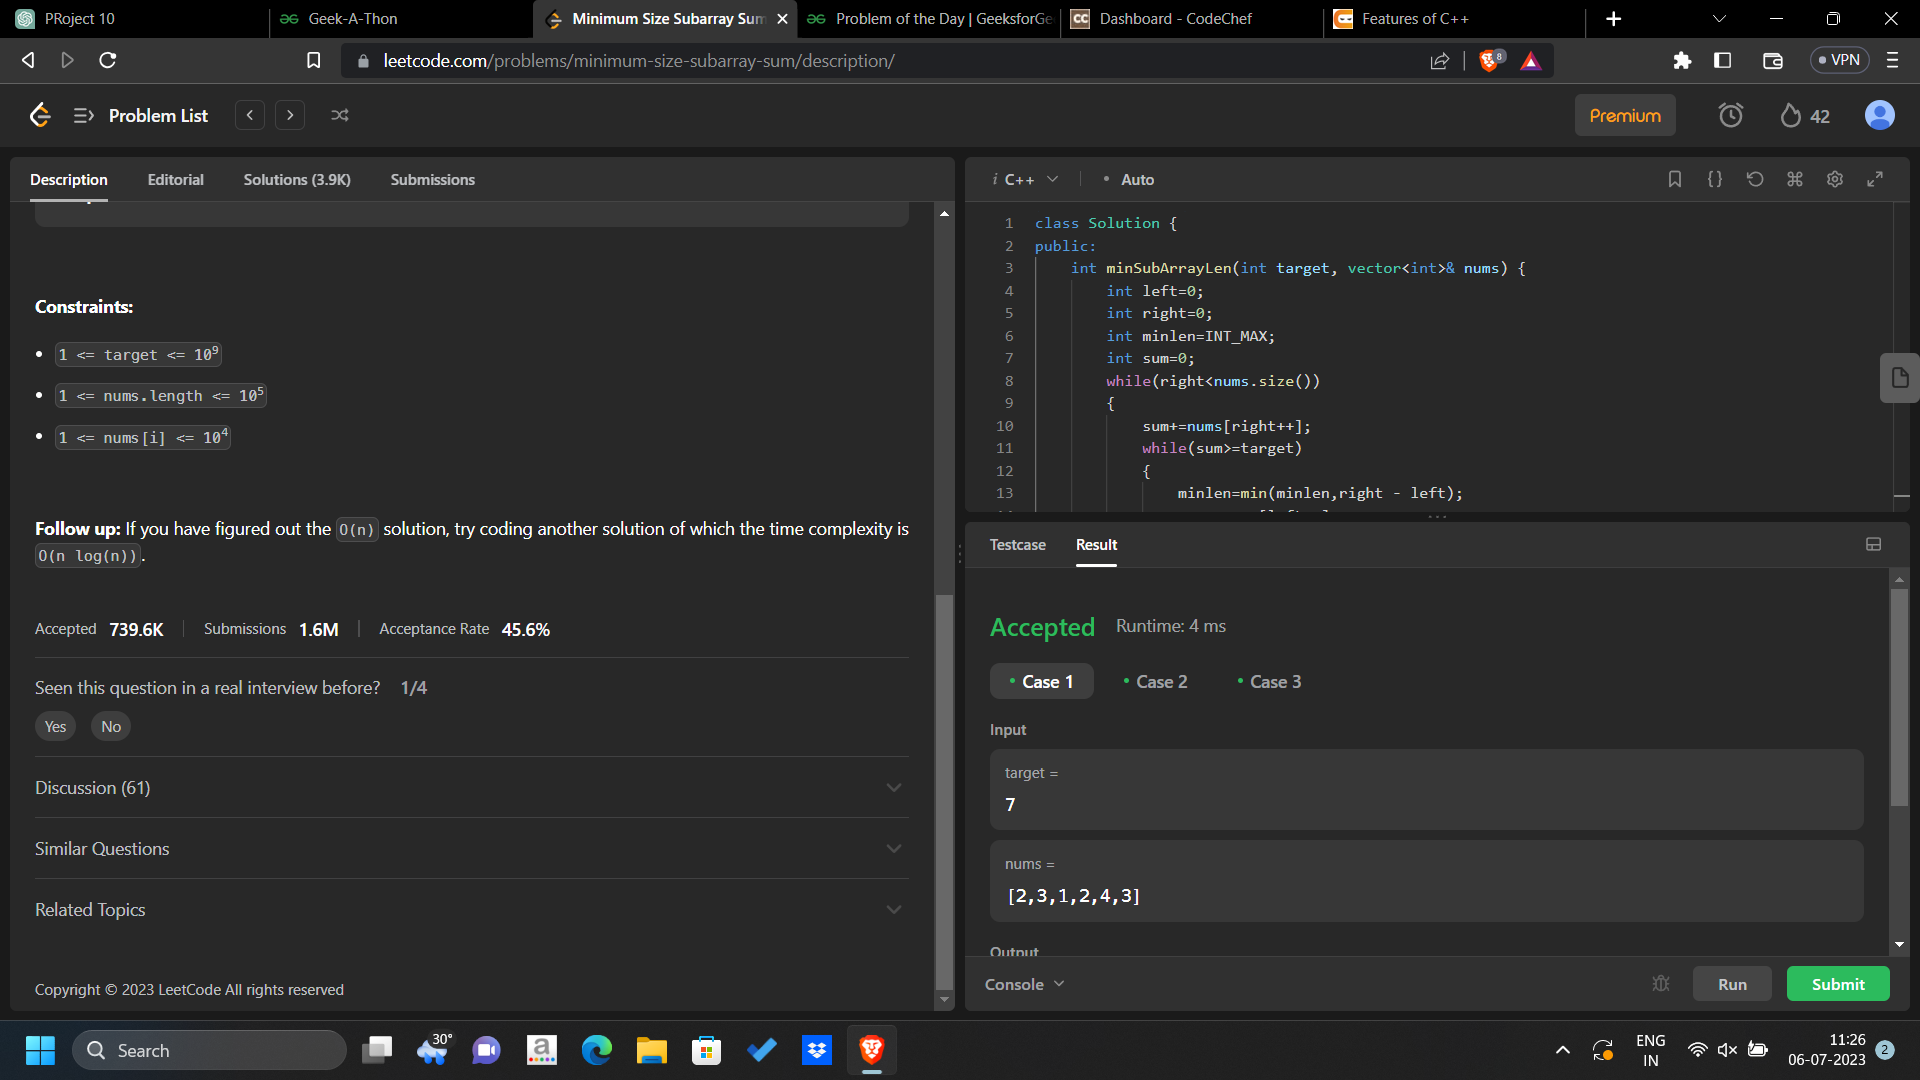 PRoject 10
Geek-A-Thon
Minimum Size Subarray Sum
Problem of the Day | GeeksforGe
CC Dashboard - CodeChef
Features of C++
leetcode.com/problems/minimum-size-subarray-sum/description/
8
VPN
Problem List
Premium
42
Description
Editorial
Solutions (3.9K)
Submissions
Constraints:
1 <= target <= 10⁹
1 <= nums.length <= 10⁵
1 <= nums[i] <= 10⁴
Follow up: If you have figured out the O(n) solution, try coding another solution of which the time complexity is
O(n log(n)).
Accepted 739.6K
Submissions 1.6M
Acceptance Rate 45.6%
Seen this question in a real interview before? 1/4
Yes
No
Discussion (61)
Similar Questions
Related Topics
Copyright © 2023 LeetCode All rights reserved
i C++
Auto
1 class Solution {
2 public:
3 int minSubArrayLen(int target, vector<int>& nums) {
4 int left=0;
5 int right=0;
6 int minlen=INT_MAX;
7 int sum=0;
8 while(right<nums.size())
9 {
10 sum+=nums[right++];
11 while(sum>=target)
12 {
13 minlen=min(minlen,right - left);
Testcase
Result
Accepted
Runtime: 4 ms
Case 1
Case 2
Case 3
Input
target =
7
nums =
[2,3,1,2,4,3]
Output
Console
Run
Submit
Search
30°
a
ENG
IN
11:26
06-07-2023
2